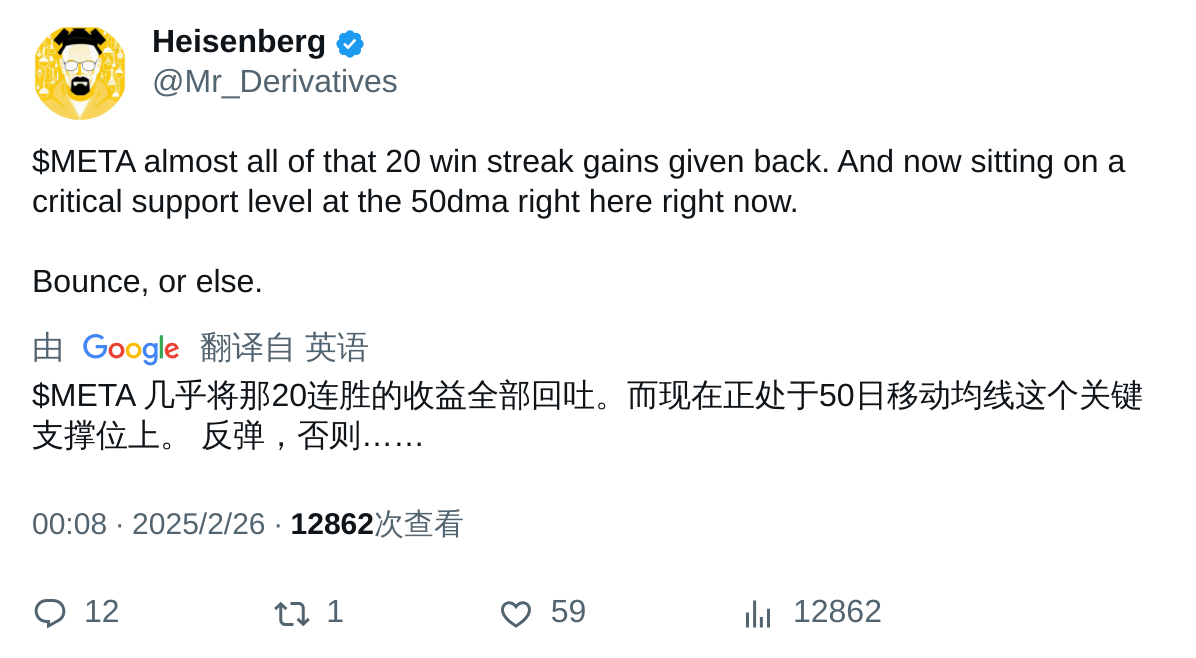 Heisenberg
@Mr_Derivatives
$META almost all of that 20 win streak gains given back. And now sitting on a
critical support level at the 50dma right here right now.
Bounce, or else.
由 Google 翻译自 英语
$META 几乎将那20连胜的收益全部回吐。而现在正处于50日移动均线这个关键
支撑位上。 反弹，否则……
00:08 · 2025/2/26 · 12862次查看
12 1 59 12862